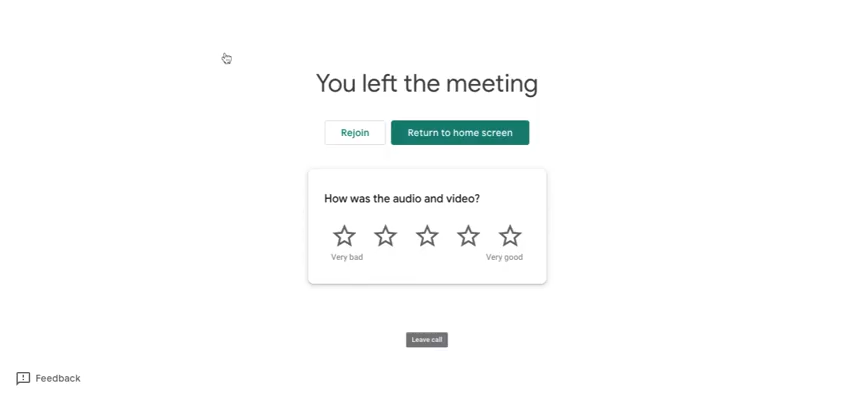 You left the meeting
Rejoin
Return to home screen
How was the audio and video?
Very bad
Very good
Leave call
Feedback